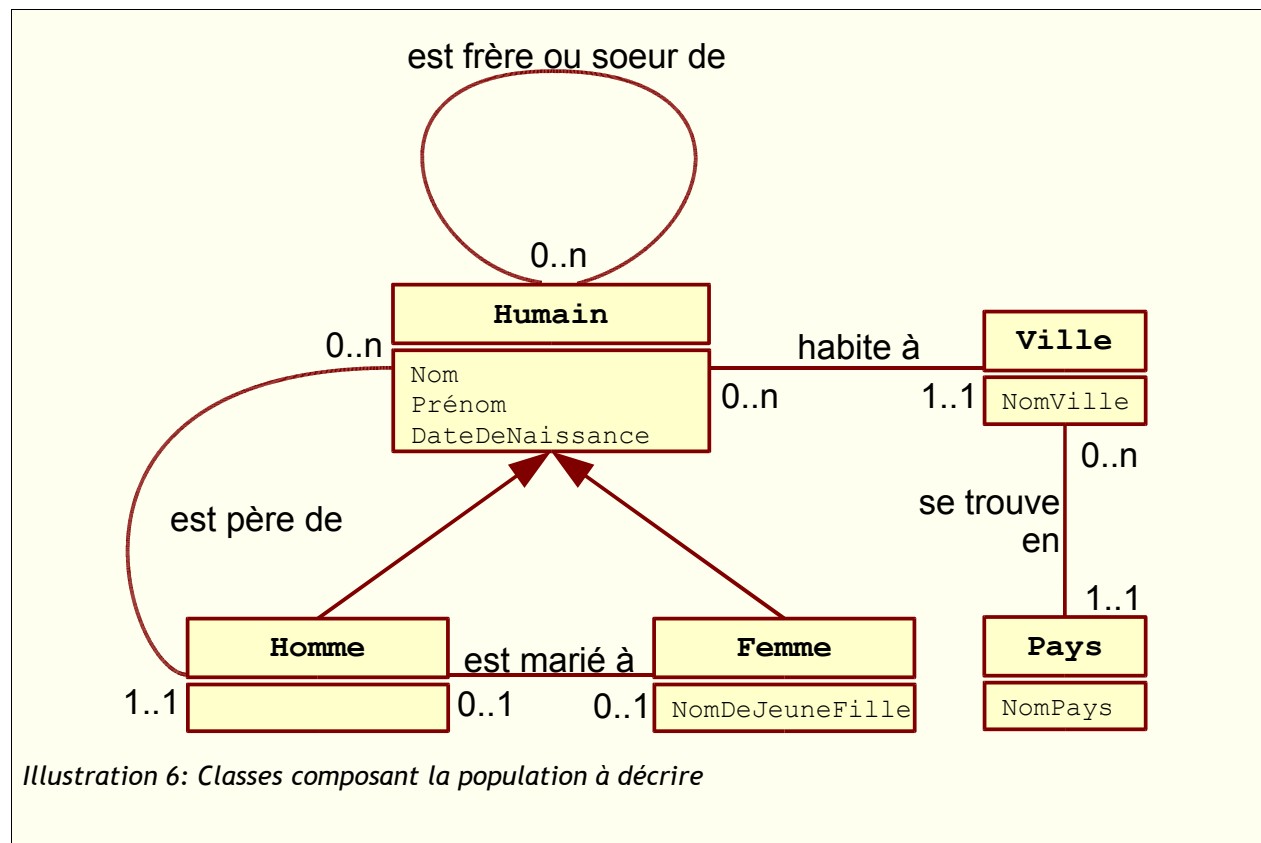 est frère ou soeur de
0..n
Humain
Nom
Prénom
DateDeNaissance
0..n
habite à
0..n
1..1
Ville
NomVille
0..n
se trouve
en
1..1
Pays
NomPays
est père de
Homme
1..1
est marié à
0..1
0..1
Femme
NomDeJeuneFille
Illustration 6: Classes composant la population à décrire